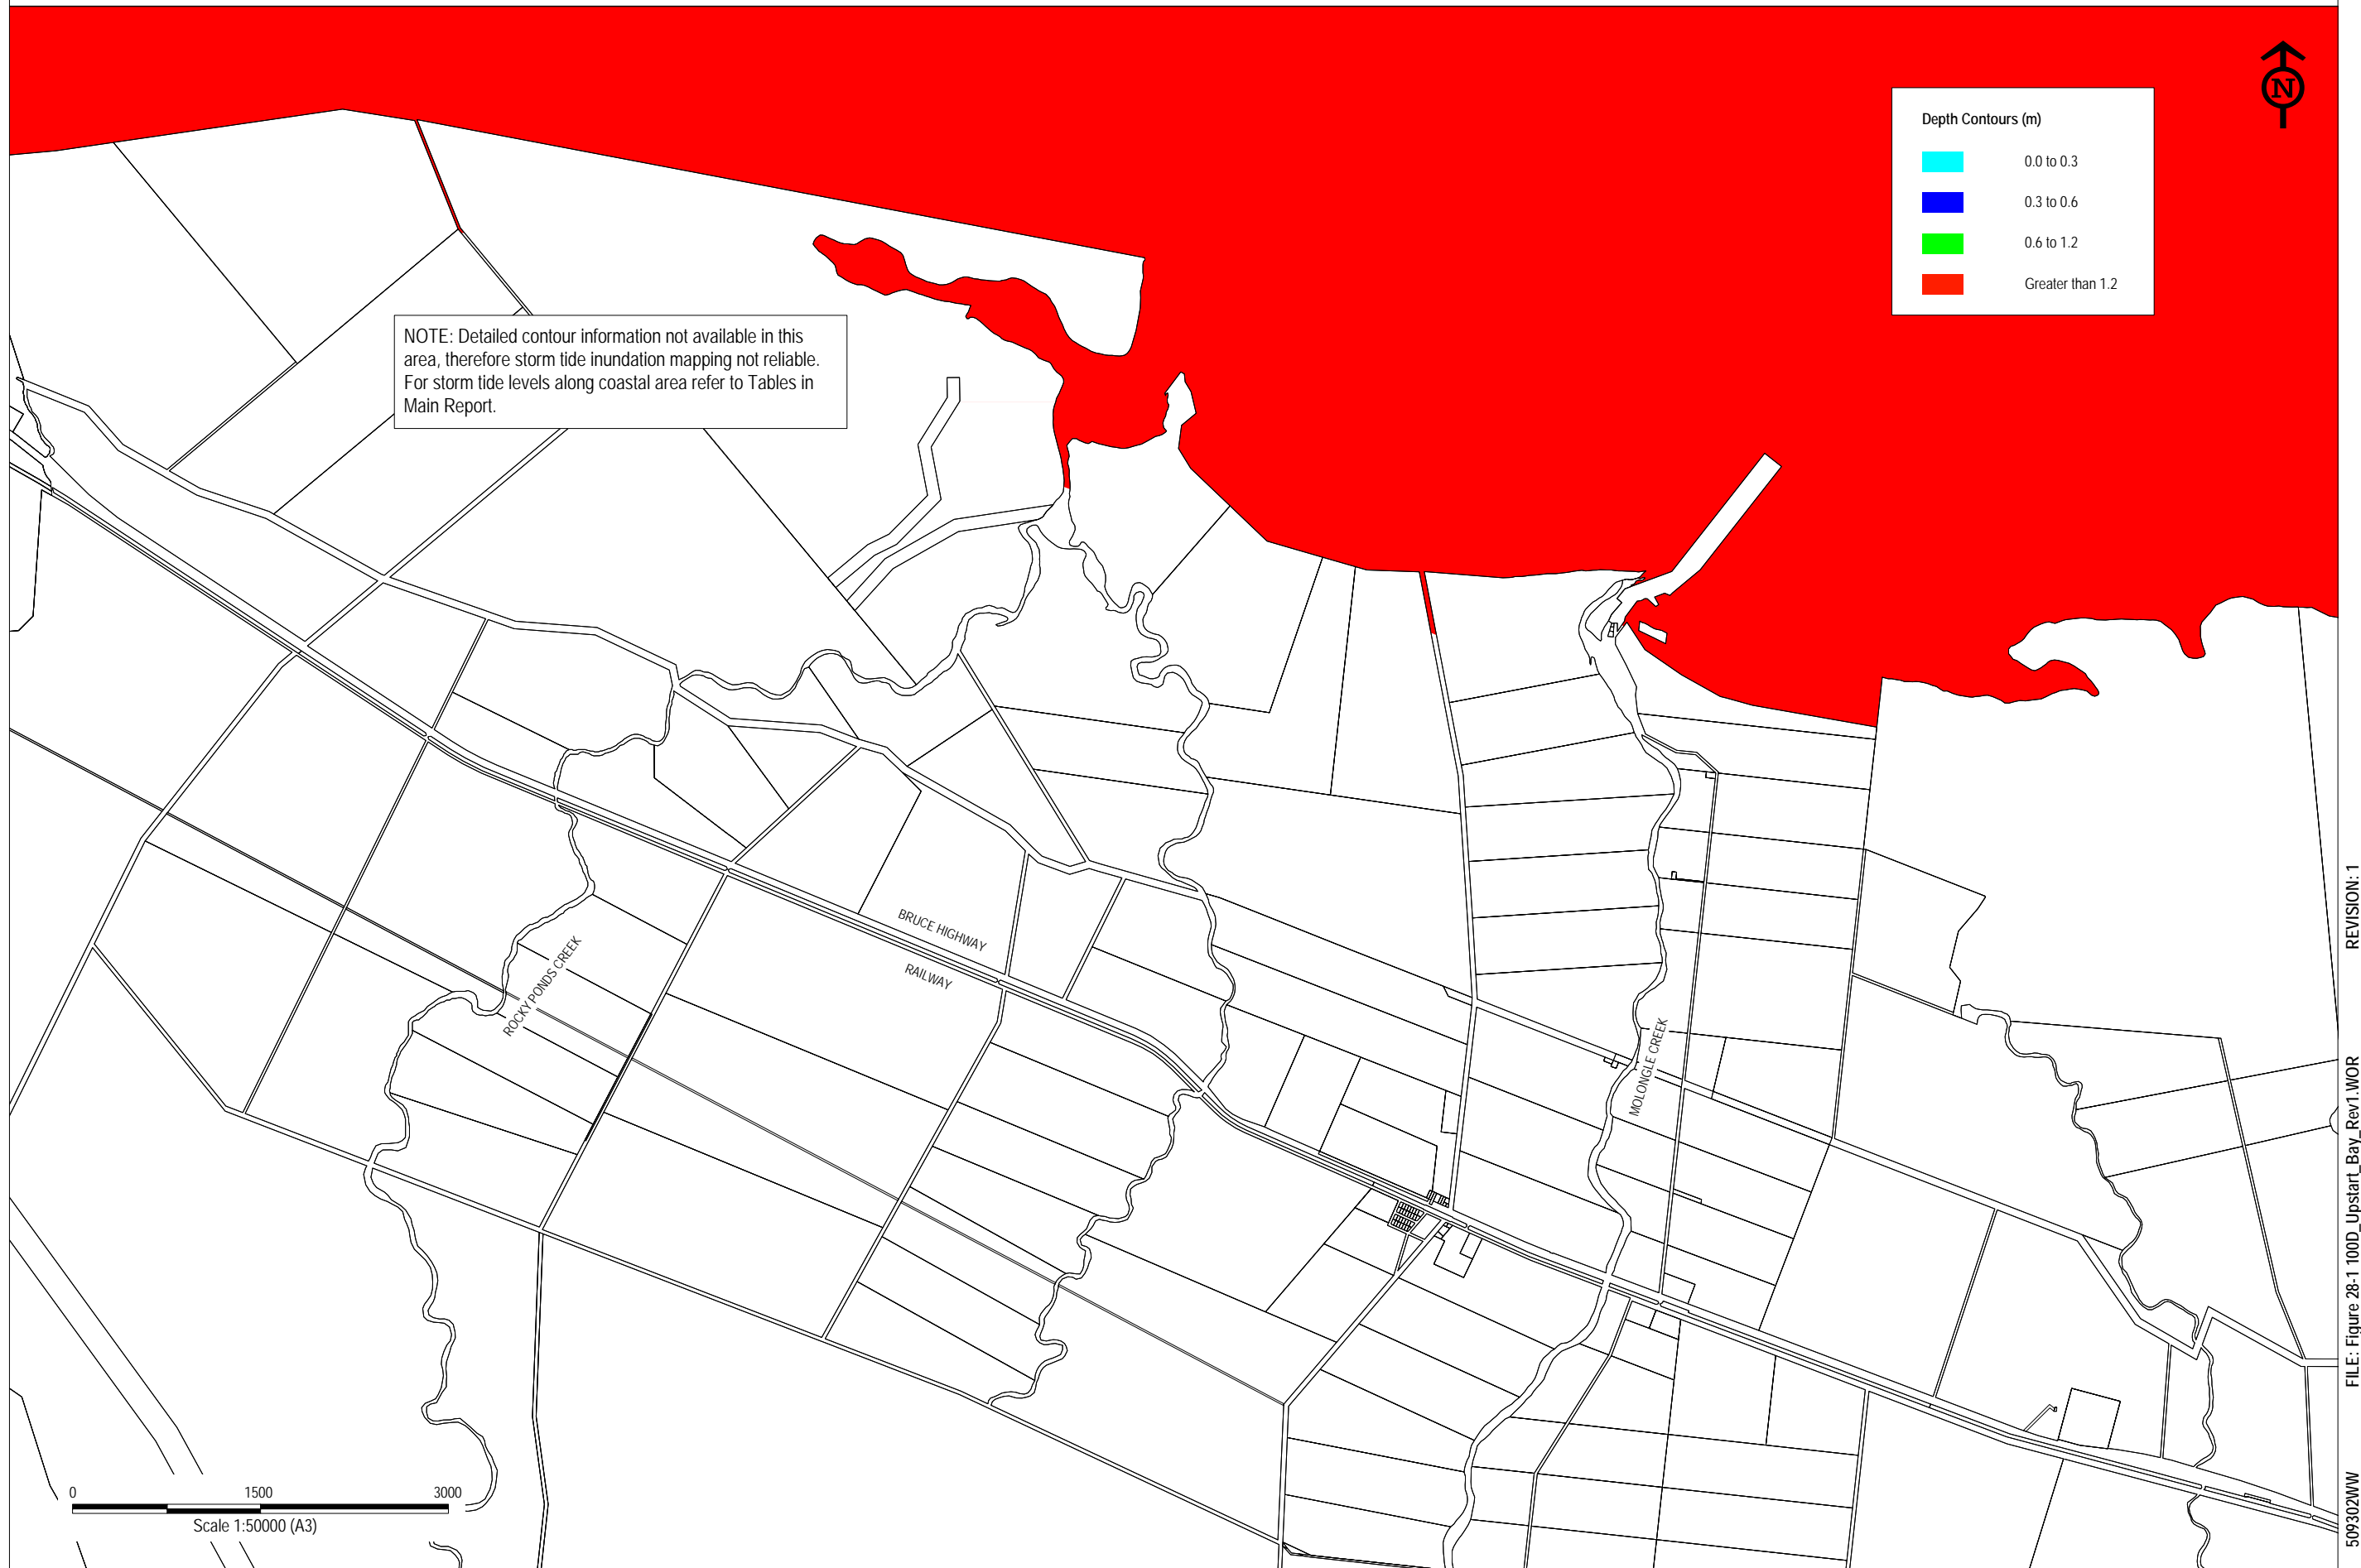 N
Depth Contours (m)
0.0 to 0.3
0.3 to 0.6
0.6 to 1.2
Greater than 1.2
NOTE: Detailed contour information not available in this
area, therefore storm tide inundation mapping not reliable.
For storm tide levels along coastal area refer to Tables in
Main Report.
BRUCE HIGHWAY
RAILWAY
ROCKY PONDS CREEK
MOLONGLE CREEK
0 1500 3000
Scale 1:50000 (A3)
509302WW FILE: Figure 28-1 100D_Upstart_Bay_Rev1.WOR REVISION: 1